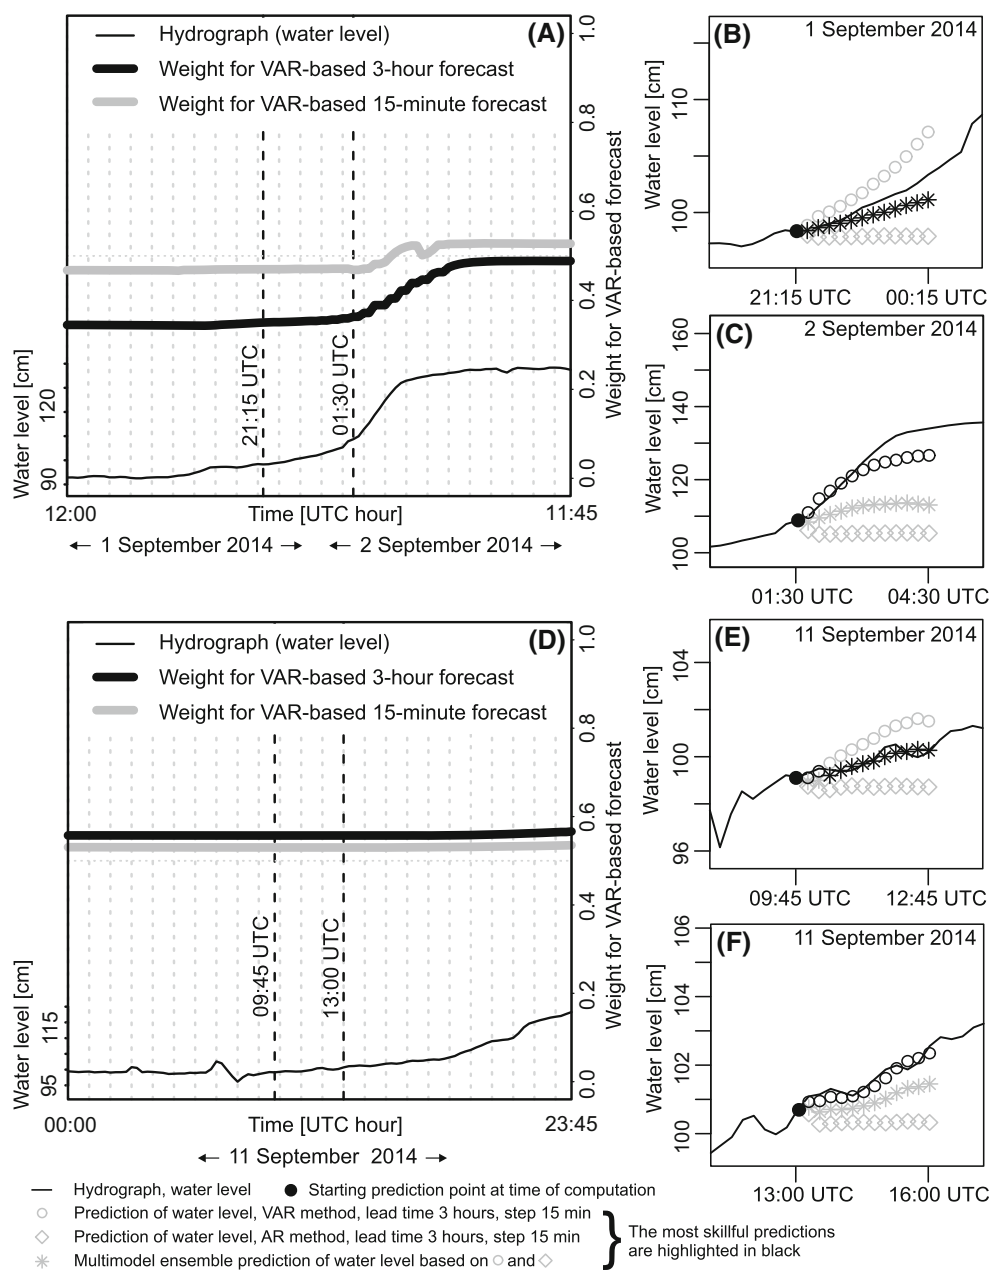 (A)
Hydrograph (water level)
Weight for VAR-based 3-hour forecast
Weight for VAR-based 15-minute forecast
1.0
0.8
0.6
0.4
0.2
0.0
Weight for VAR-based forecast
Water level [cm]
120
90
21:15 UTC
01:30 UTC
12:00
Time [UTC hour]
11:45
← 1 September 2014 →
← 2 September 2014 →
(B)
1 September 2014
Water level [cm]
110
100
21:15 UTC
00:15 UTC
(C)
2 September 2014
Water level [cm]
160
140
120
100
01:30 UTC
04:30 UTC
(D)
Hydrograph (water level)
Weight for VAR-based 3-hour forecast
Weight for VAR-based 15-minute forecast
1.0
0.8
0.6
0.4
0.2
0.0
Weight for VAR-based forecast
Water level [cm]
115
95
09:45 UTC
13:00 UTC
00:00
Time [UTC hour]
23:45
← 11 September 2014 →
(E)
11 September 2014
Water level [cm]
104
100
96
09:45 UTC
12:45 UTC
(F)
11 September 2014
Water level [cm]
106
104
102
100
13:00 UTC
16:00 UTC
Hydrograph, water level
Starting prediction point at time of computation
Prediction of water level, VAR method, lead time 3 hours, step 15 min
Prediction of water level, AR method, lead time 3 hours, step 15 min
Multimodel ensemble prediction of water level based on ○ and ◇
The most skillful predictions
are highlighted in black